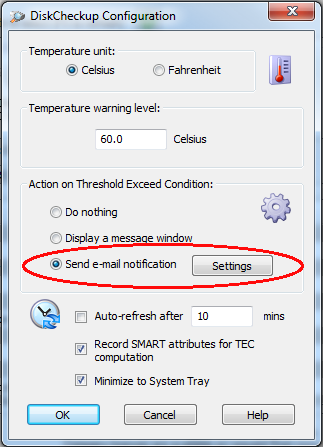 DiskCheckup Configuration
Temperature unit:
Celsius Fahrenheit
Temperature warning level:
60.0 Celsius
Action on Threshold Exceed Condition:
Do nothing
Display a message window
Send e-mail notification Settings
Auto-refresh after 10 mins
Record SMART attributes for TEC
computation
Minimize to System Tray
OK Cancel Help